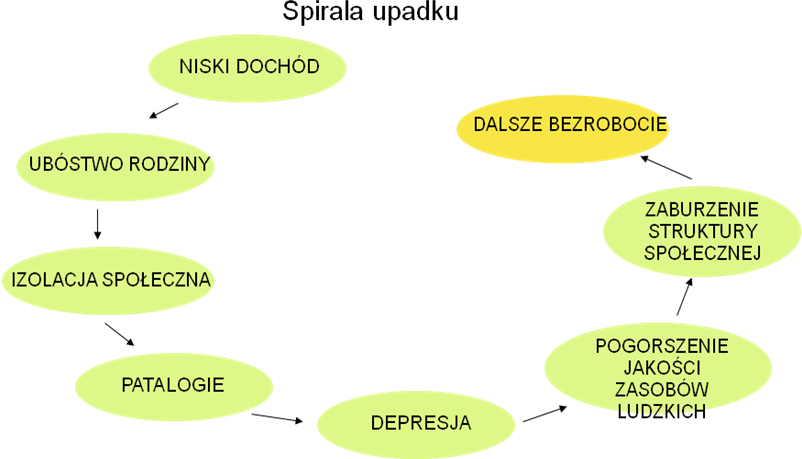 Spirala upadku
NISKI DOCHÓD
UBÓSTWO RODZINY
IZOLACJA SPOŁECZNA
PATALOGIE
DEPRESJA
POGORSZENIE
JAKOŚCI
ZASOBÓW
LUDZKICH
ZABURZENIE
STRUKTURY
SPOŁECZNEJ
DALSZE BEZROBOCIE